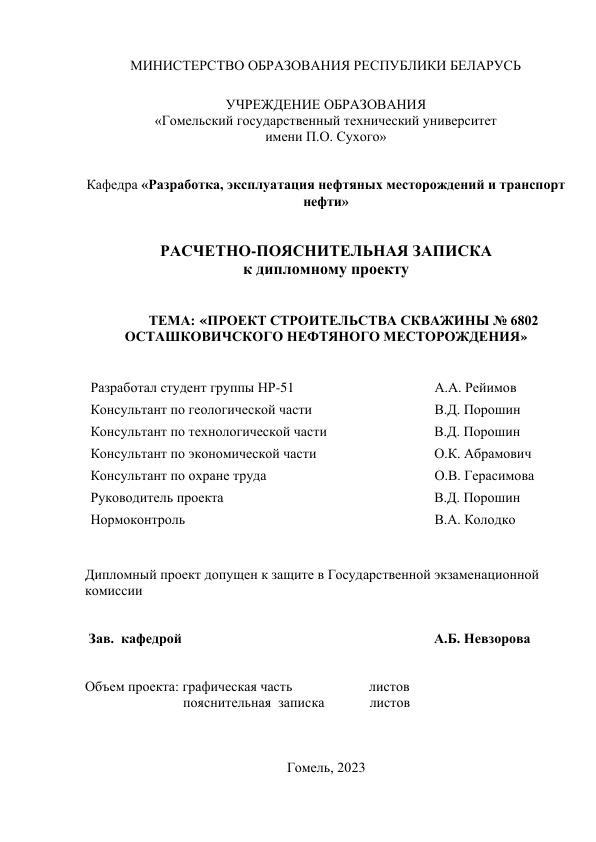 МИНИСТЕРСТВО ОБРАЗОВАНИЯ РЕСПУБЛИКИ БЕЛАРУСЬ
УЧРЕЖДЕНИЕ ОБРАЗОВАНИЯ
«Гомельский государственный технический университет
имени П.О. Сухого»
Кафедра «Разработка, эксплуатация нефтяных месторождений и транспорт
нефти»
РАСЧЕТНО-ПОЯСНИТЕЛЬНАЯ ЗАПИСКА
к дипломному проекту
ТЕМА: «ПРОЕКТ СТРОИТЕЛЬСТВА СКВАЖИНЫ № 6802
ОСТАШКОВИЧСКОГО НЕФТЯНОГО МЕСТОРОЖДЕНИЯ»
Разработал студент группы НР-51 А.А. Рейимов
Консультант по геологической части В.Д. Порошин
Консультант по технологической части В.Д. Порошин
Консультант по экономической части О.К. Абрамович
Консультант по охране труда О.В. Герасимова
Руководитель проекта В.Д. Порошин
Нормоконтроль В.А. Колодко
Дипломный проект допущен к защите в Государственной экзаменационной
комиссии
Зав. кафедрой А.Б. Невзорова
Объем проекта: графическая часть листов
пояснительная записка листов
Гомель, 2023